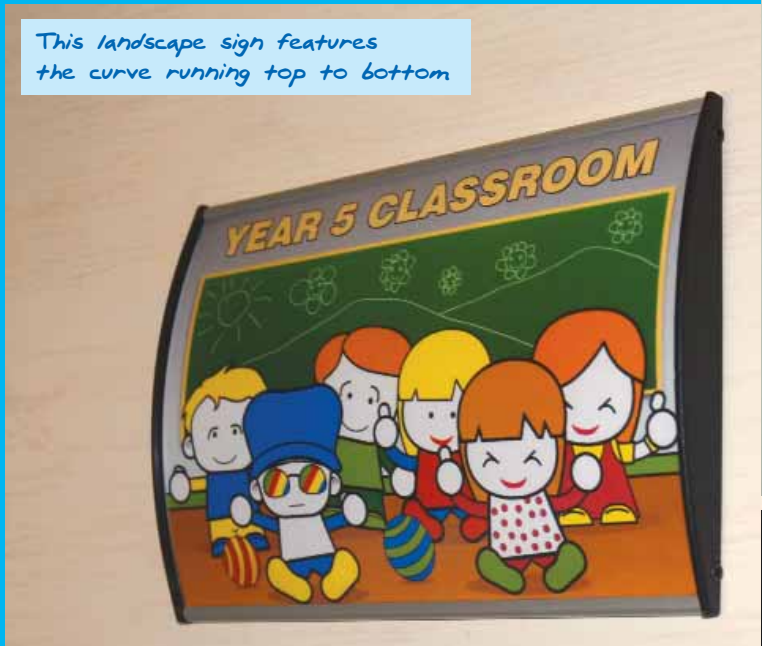 This landscape sign features
the curve running top to bottom
YEAR 5 CLASSROOM